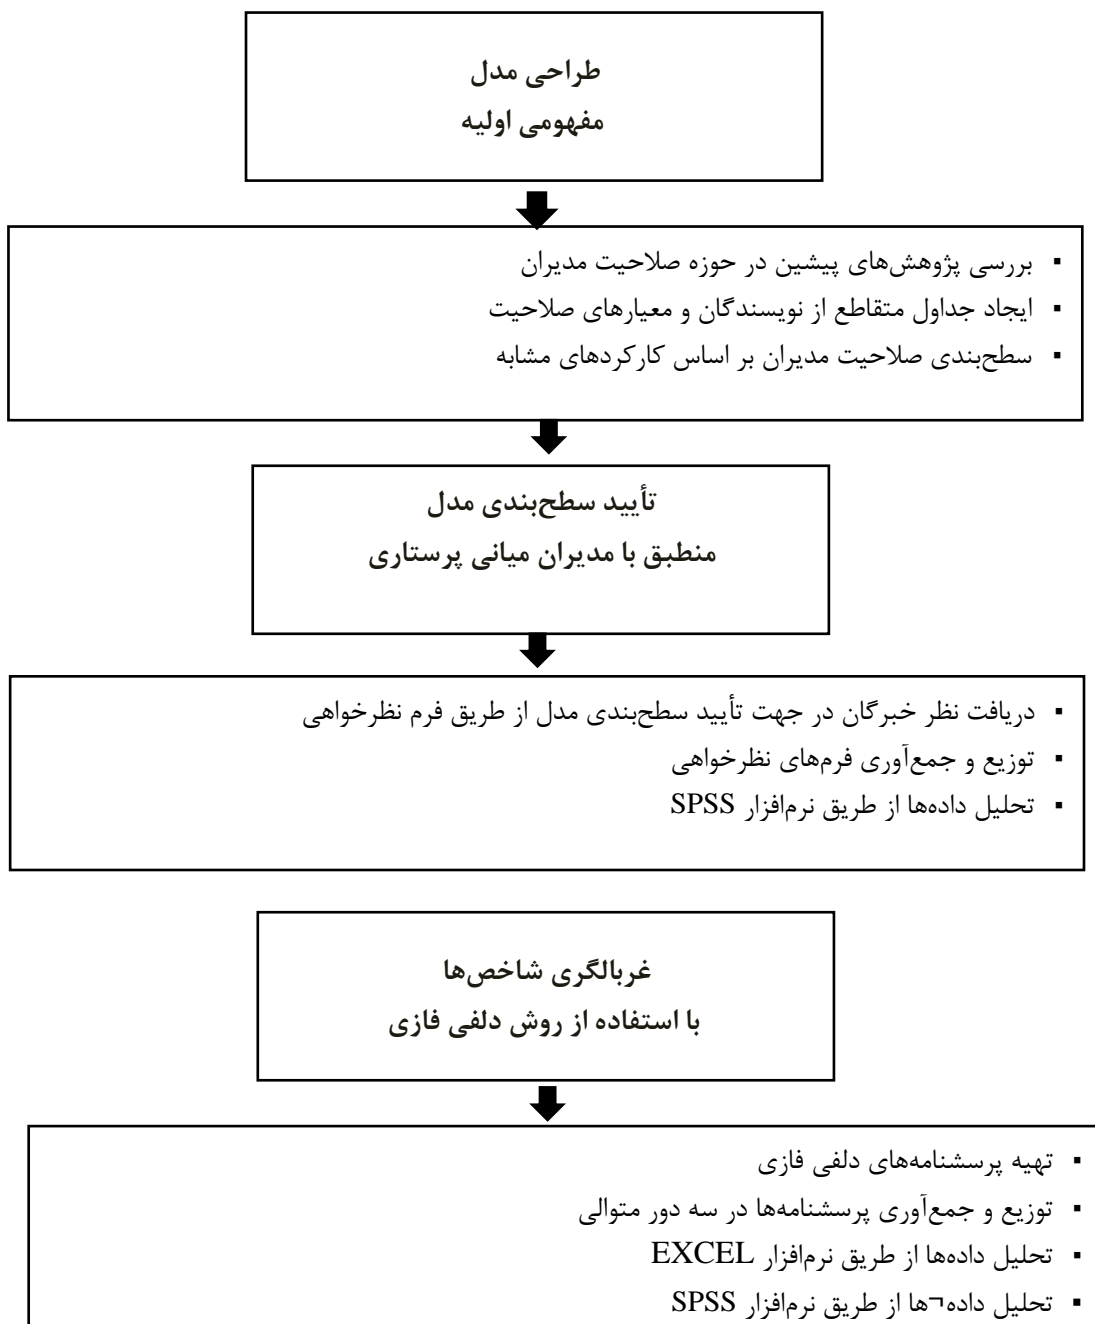 طراحی مدل
مفهومی اولیه
▪ بررسی پژوهش‌های پیشین در حوزه صلاحیت مدیران
▪ ایجاد جداول متقاطع از نویسندگان و معیارهای صلاحیت
▪ سطح‌بندی صلاحیت مدیران بر اساس کارکردهای مشابه
تأیید سطح‌بندی مدل
منطبق با مدیران میانی پرستاری
▪ دریافت نظر خبرگان در جهت تأیید سطح‌بندی مدل از طریق فرم نظرخواهی
▪ توزیع و جمع‌آوری فرم‌های نظرخواهی
▪ تحلیل داده‌ها از طریق نرم‌افزار SPSS
غربالگری شاخص‌ها
با استفاده از روش دلفی فازی
▪ تهیه پرسشنامه‌های دلفی فازی
▪ توزیع و جمع‌آوری پرسشنامه‌ها در سه دور متوالی
▪ تحلیل داده‌ها از طریق نرم‌افزار EXCEL
▪ تحلیل داده¬ها از طریق نرم‌افزار SPSS